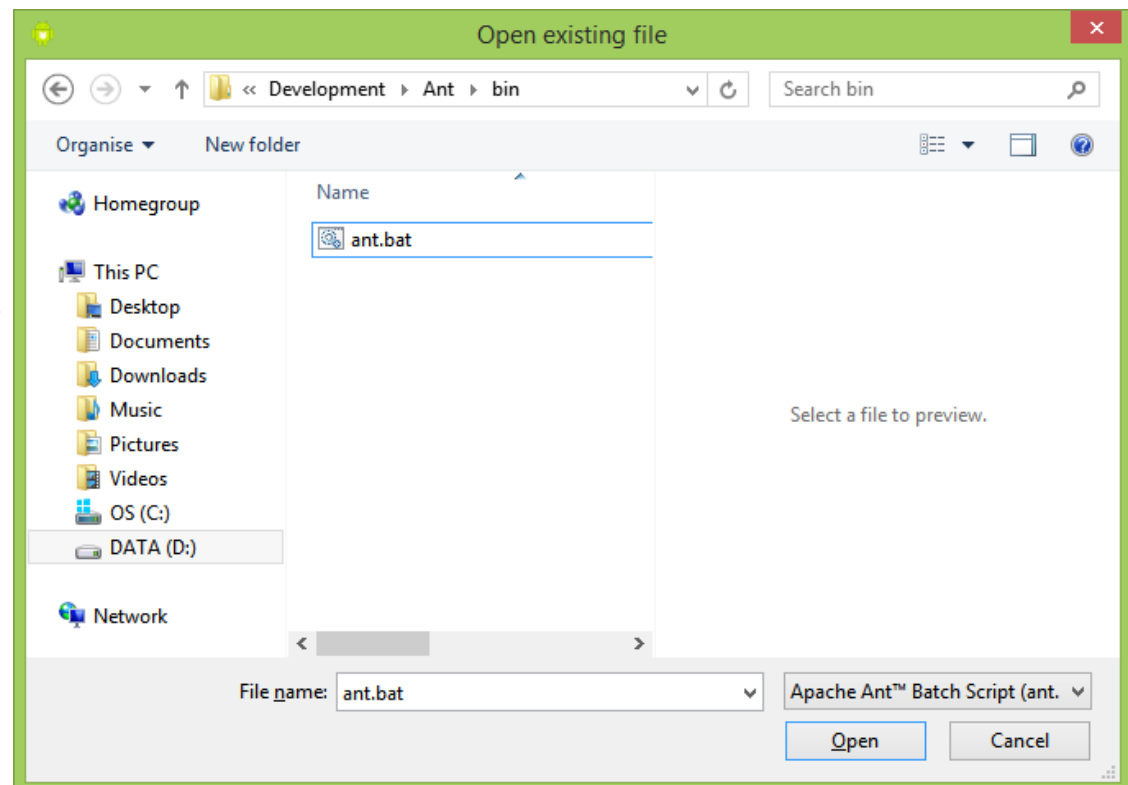 Open existing file
« Development Ant bin
Search bin
Organise
New folder
Homegroup
This PC
Desktop
Documents
Downloads
Music
Pictures
Videos
OS (C:)
DATA (D:)
Network
Name
ant.bat
Select a file to preview.
File name: ant.bat
Apache Ant™ Batch Script (ant.
Open
Cancel